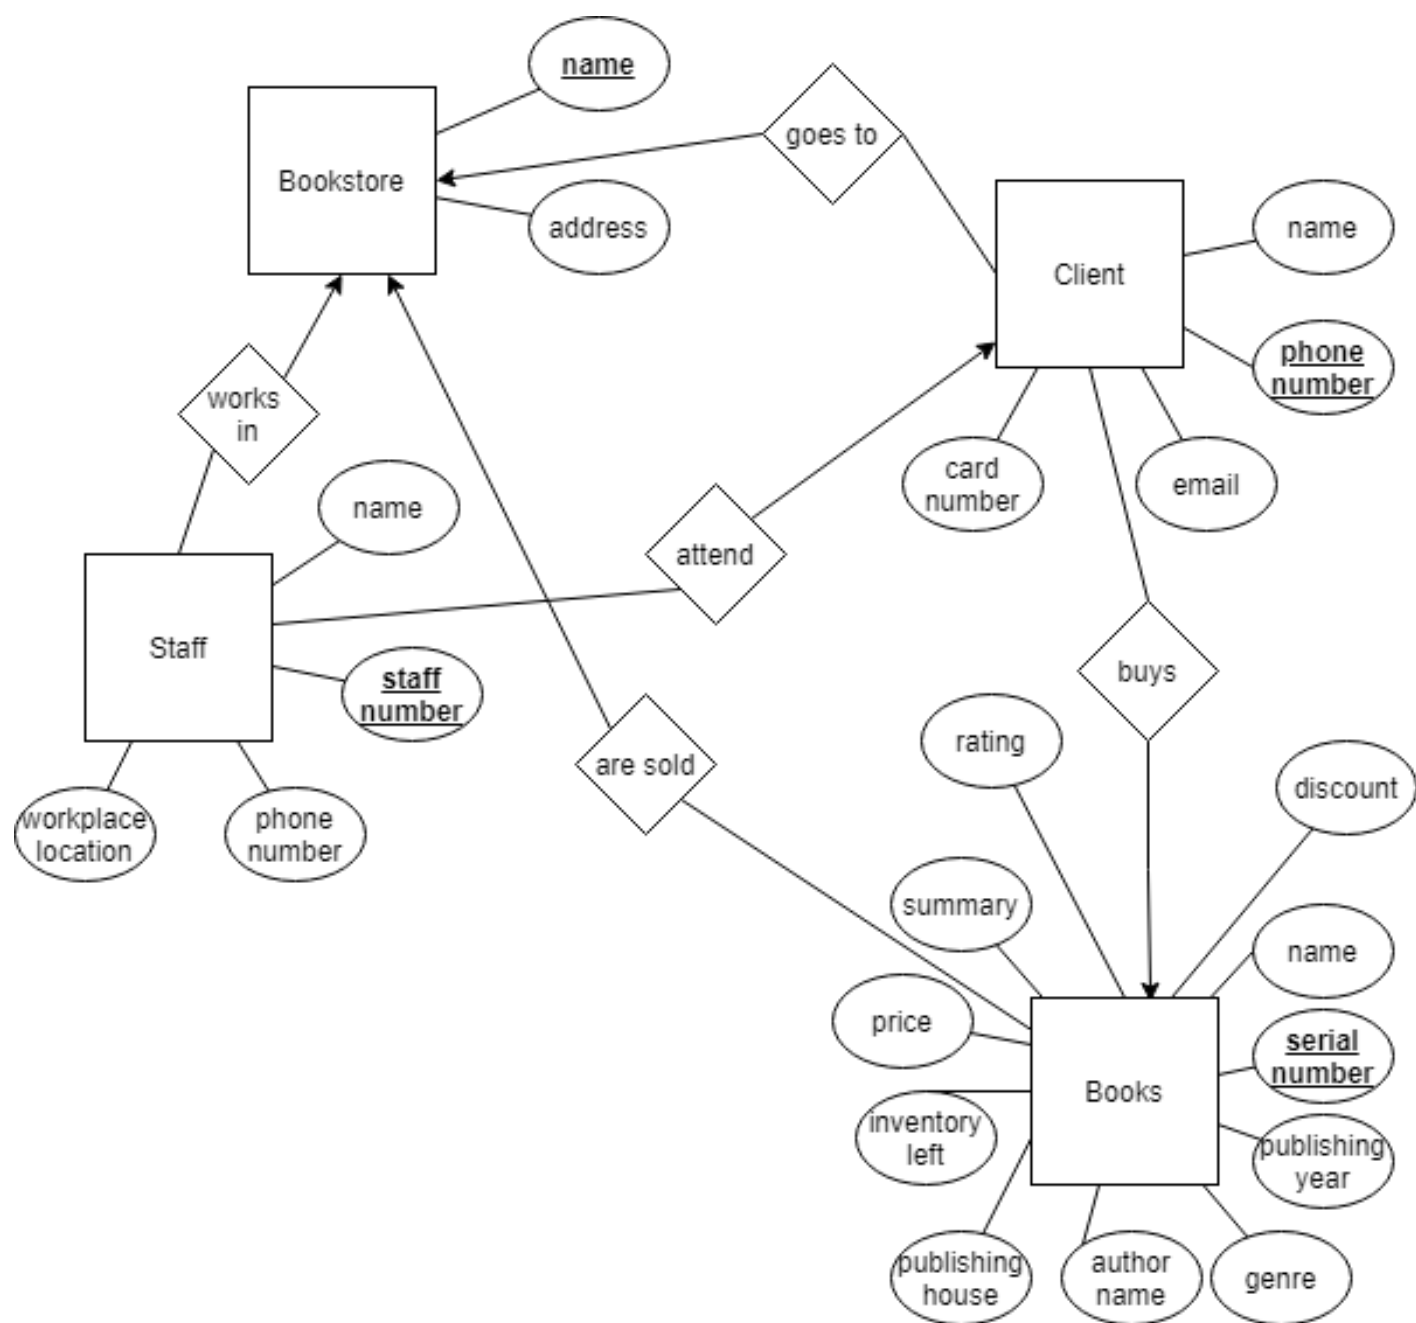 name
Bookstore
goes to
address
Client
name
phone
number
works
in
card
number
email
name
attend
Staff
staff
number
buys
rating
are sold
discount
workplace
location
phone
number
summary
name
price
serial
number
Books
inventory
left
publishing
year
publishing
house
author
name
genre